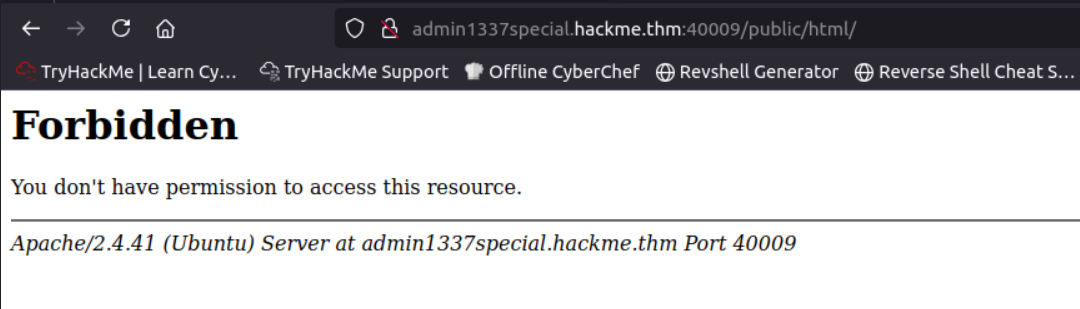 admin1337special.hackme.thm:40009/public/html/
TryHackMe | Learn Cy... TryHackMe Support Offline CyberChef Revshell Generator Reverse Shell Cheat S...
Forbidden
You don't have permission to access this resource.
Apache/2.4.41 (Ubuntu) Server at admin1337special.hackme.thm Port 40009